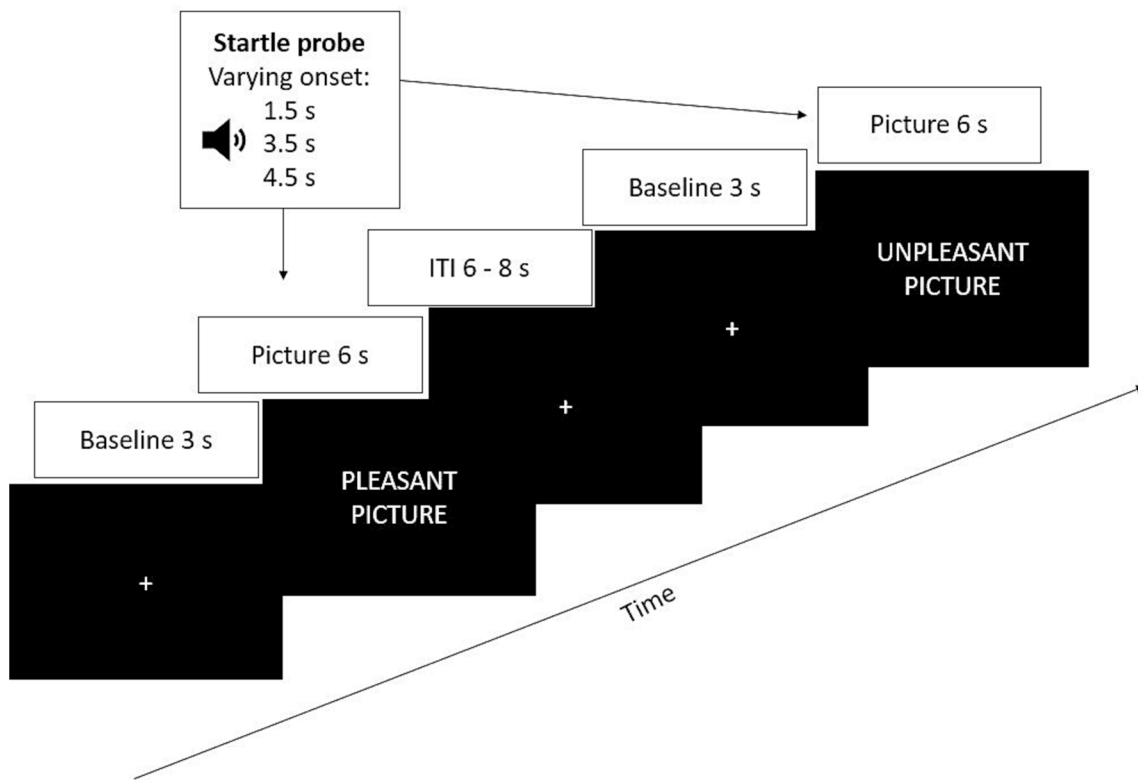 Startle probe
Varying onset:
1.5 s
3.5 s
4.5 s
Picture 6 s
Baseline 3 s
UNPLEASANT
PICTURE
ITI 6 - 8 s
+
Picture 6 s
+
Baseline 3 s
PLEASANT
PICTURE
+
Time